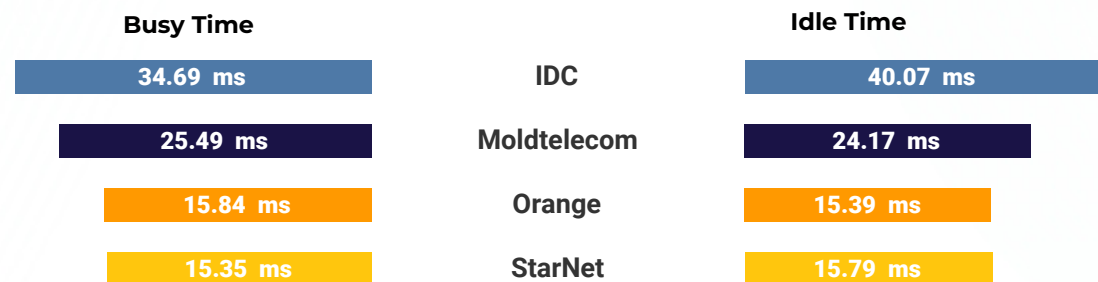 Busy Time Idle Time
34.69 ms IDC 40.07 ms
25.49 ms Moldtelecom 24.17 ms
15.84 ms Orange 15.39 ms
15.35 ms StarNet 15.79 ms